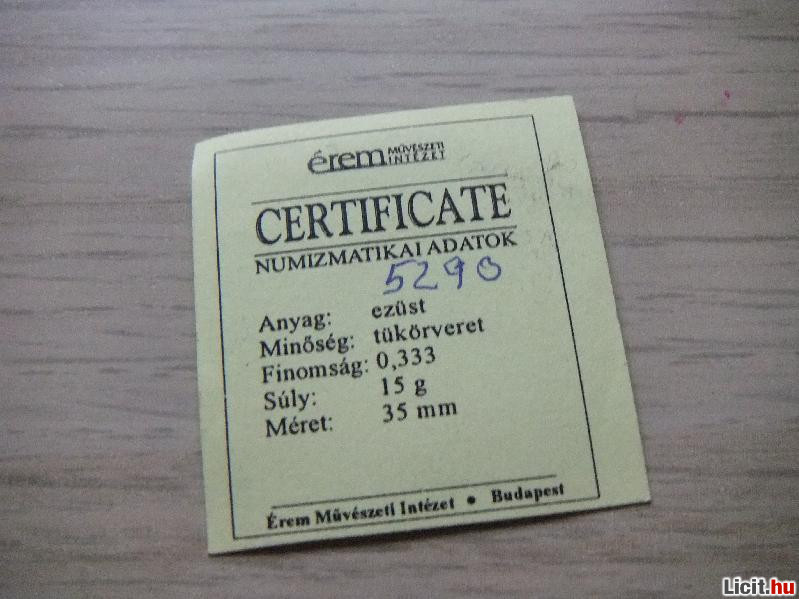 érem MŰVÉSZETI INTÉZET
CERTIFICATE
NUMIZMATIKAI ADATOK
5290
Anyag: ezüst
Minőség: tükörveret
Finomság: 0,333
Súly: 15 g
Méret: 35 mm
Érem Művészeti Intézet • Budapest
Licit.hu